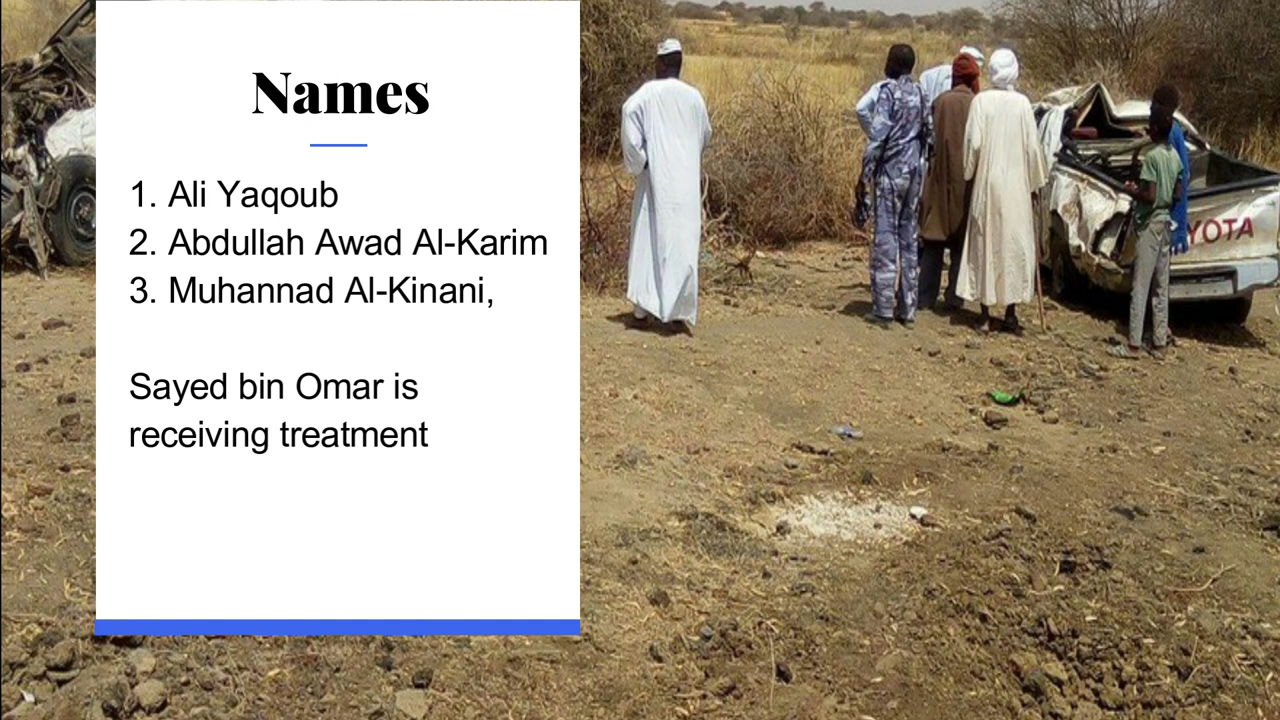 Names
1. Ali Yaqoub
2. Abdullah Awad Al-Karim
3. Muhannad Al-Kinani,
Sayed bin Omar is
receiving treatment
YOTA